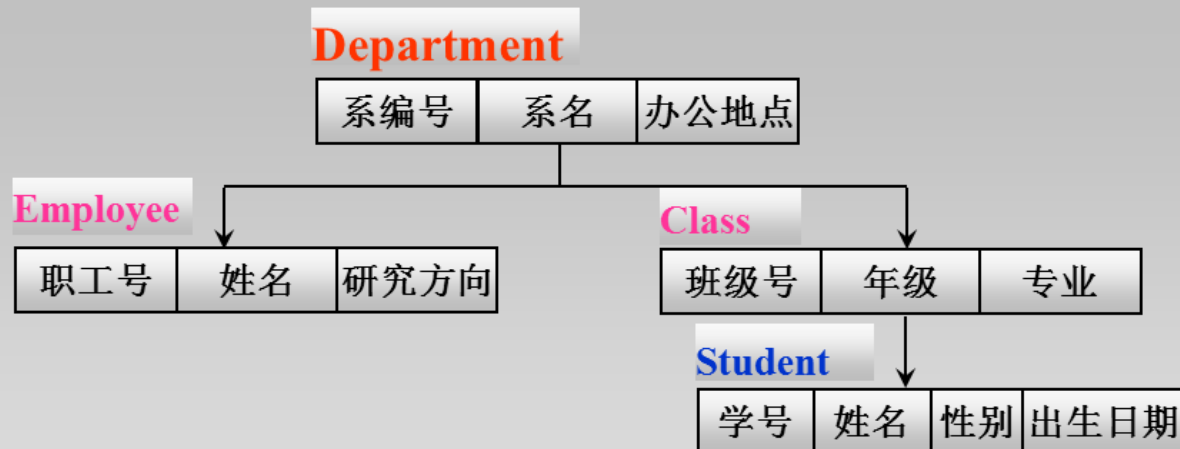 Department
系编号 系名 办公地点
Employee
职工号 姓名 研究方向
Class
班级号 年级 专业
Student
学号 姓名 性别 出生日期